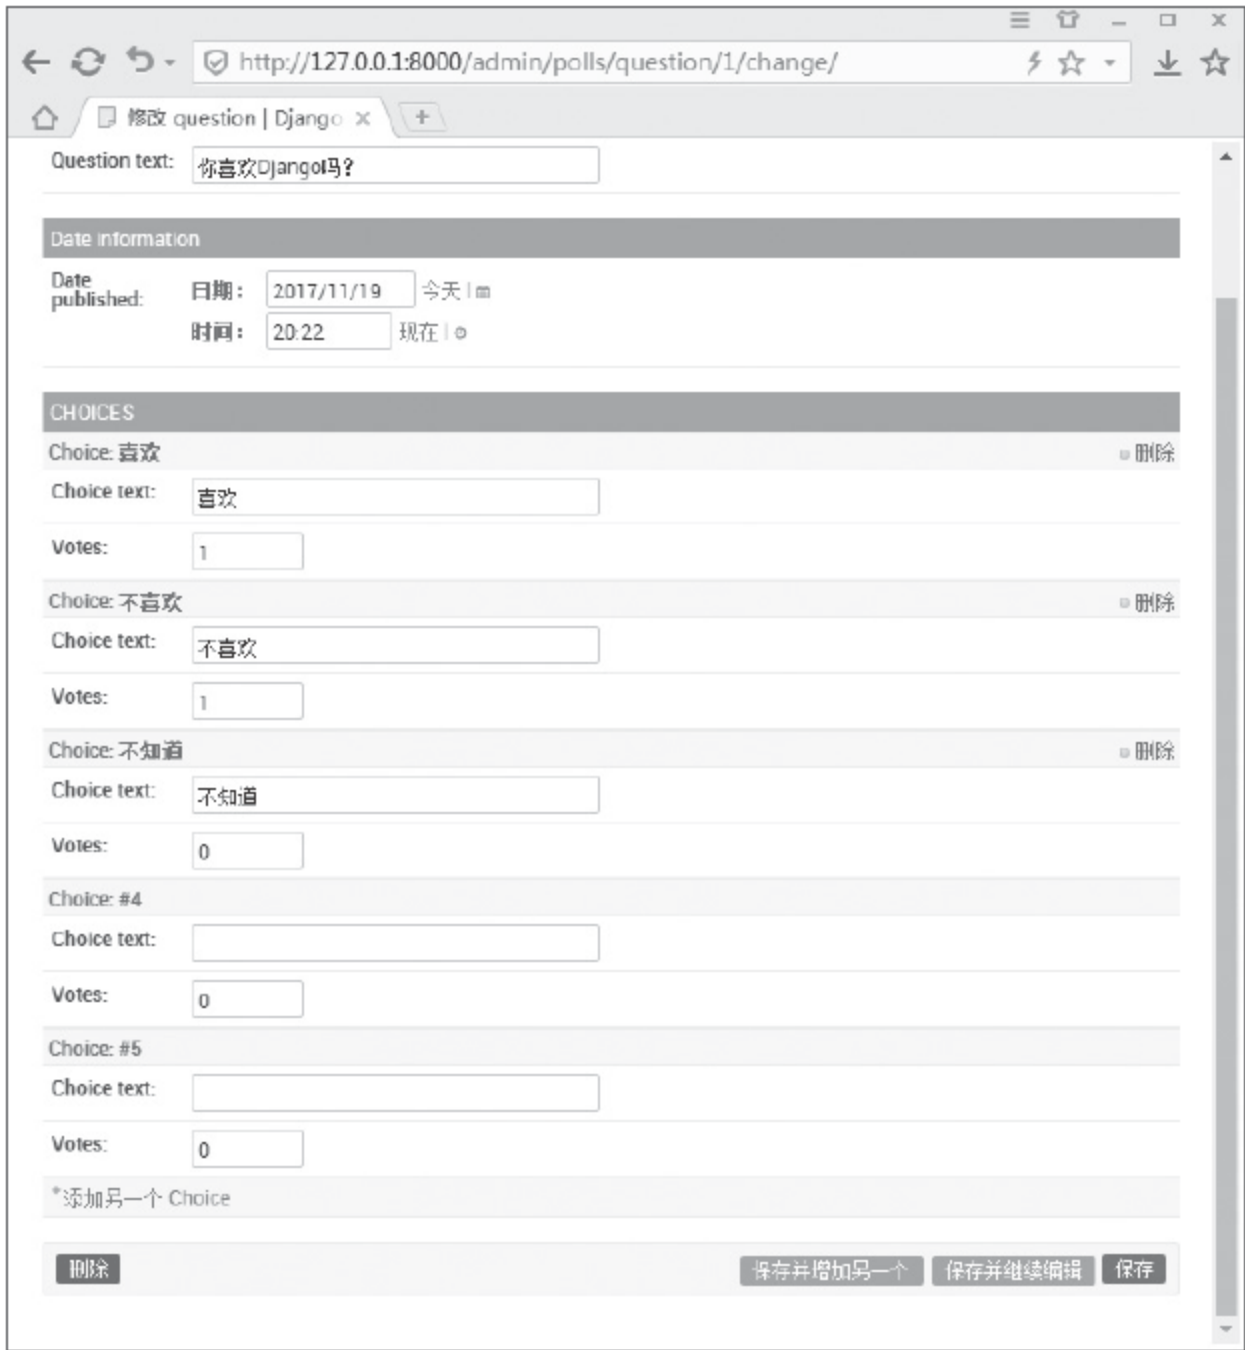 http://127.0.0.1:8000/admin/polls/question/1/change/
修改 question | Django
Question text: 你喜欢Django吗?
Date information
Date published: 日期: 2017/11/19 今天 |
时间: 20:22 现在 |
CHOICES
Choice: 喜欢 删除
Choice text: 喜欢
Votes: 1
Choice: 不喜欢 删除
Choice text: 不喜欢
Votes: 1
Choice: 不知道 删除
Choice text: 不知道
Votes: 0
Choice: #4
Choice text:
Votes: 0
Choice: #5
Choice text:
Votes: 0
+添加另一个 Choice
删除 保存并增加另一个 保存并继续编辑 保存